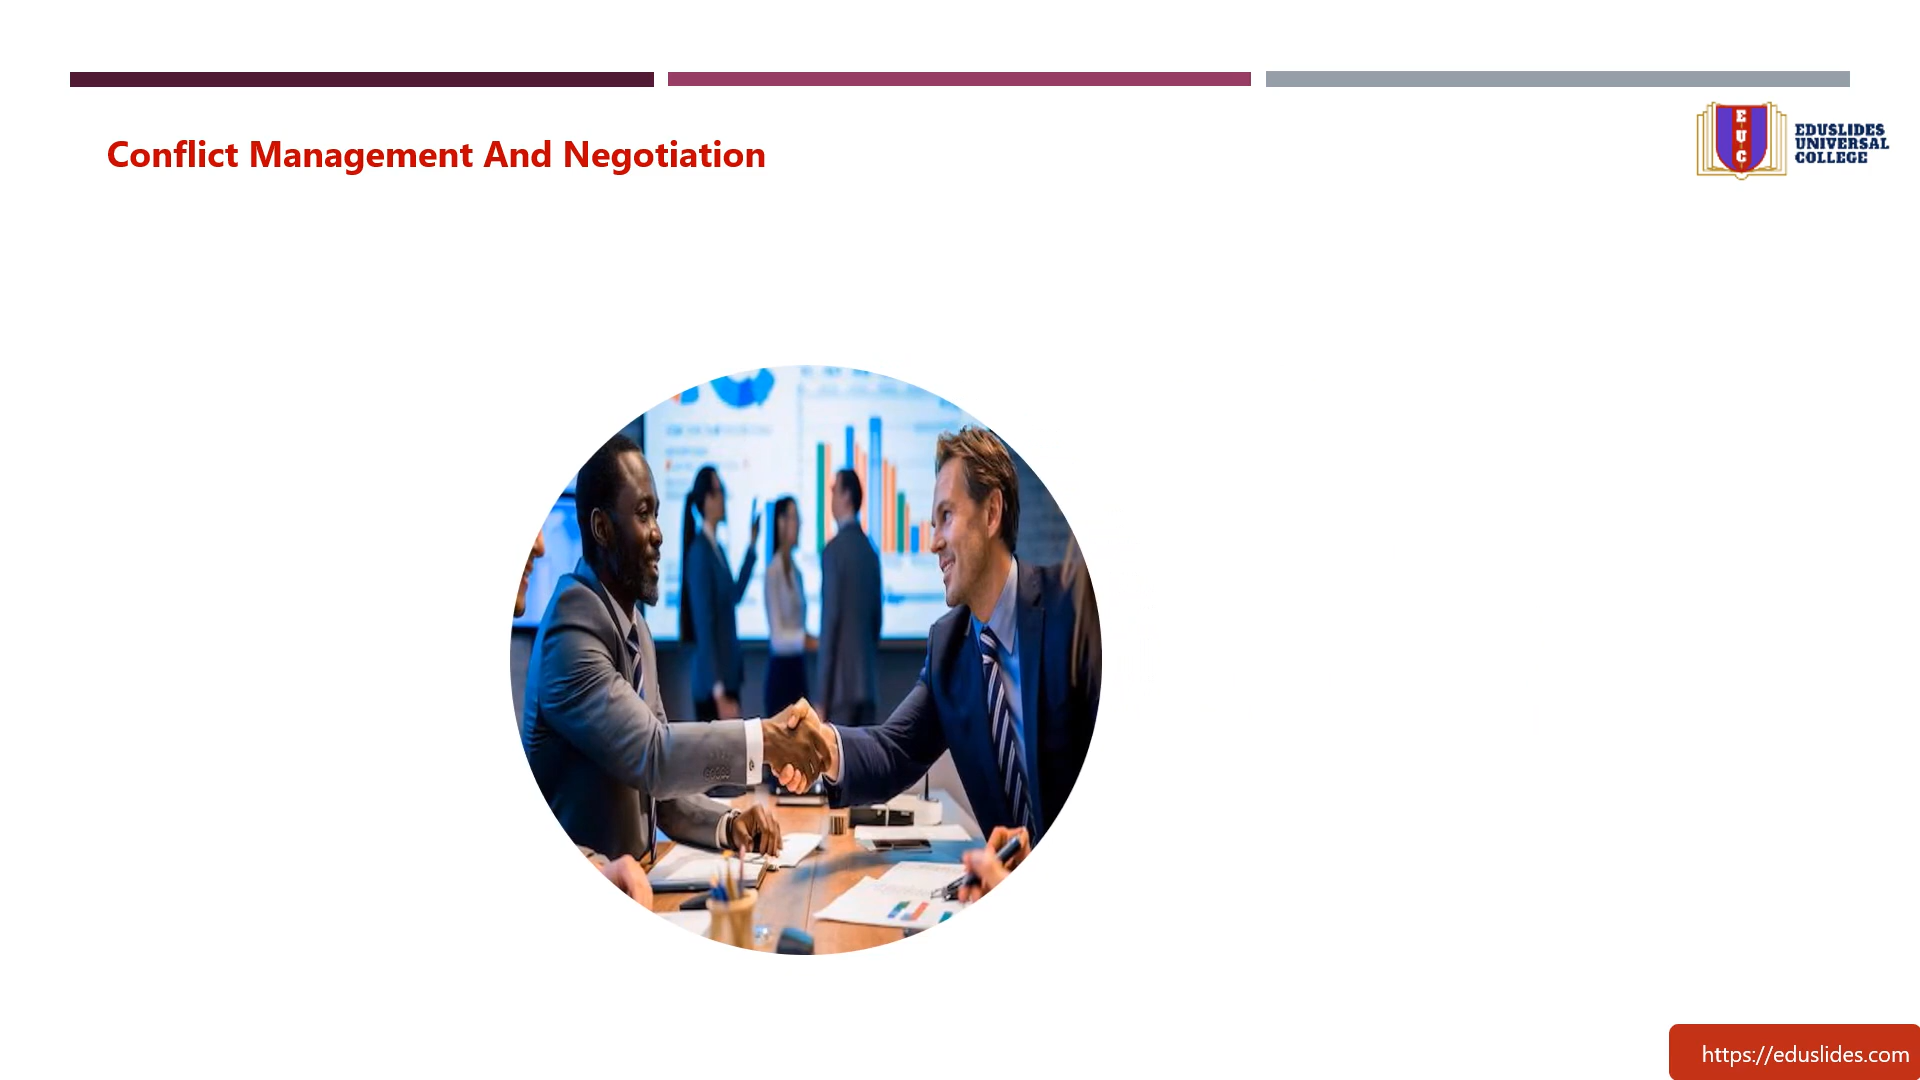 Conflict Management And Negotiation
E
U
C
EDUSLIDES
UNIVERSAL
COLLEGE
https://eduslides.com